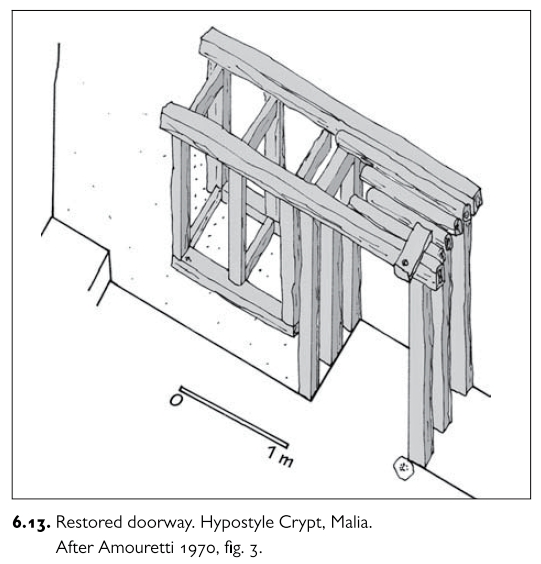 0
1 m
6.13. Restored doorway. Hypostyle Crypt, Malia.
After Amouretti 1970, fig. 3.